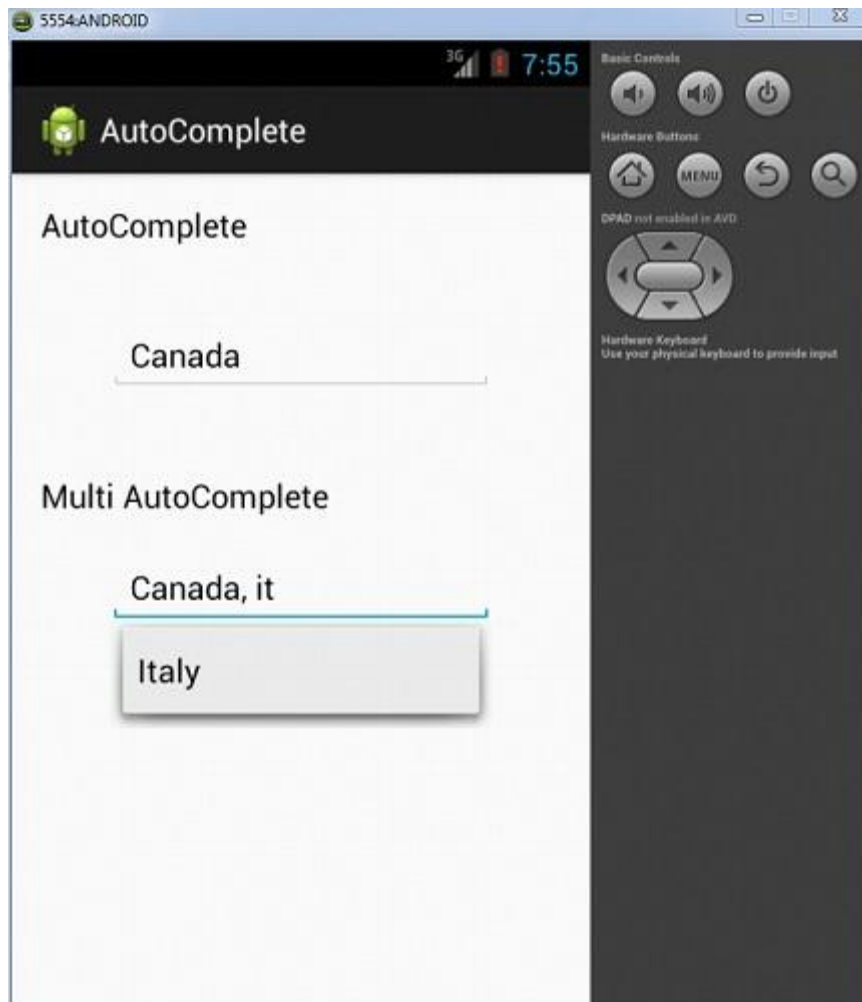 5554:ANDROID
3G 7:55
AutoComplete
AutoComplete
Canada
Multi AutoComplete
Canada, it
Italy
Basic Controls
Hardware Buttons
MENU
DPAD not enabled in AVD
Hardware Keyboard
Use your physical keyboard to provide input